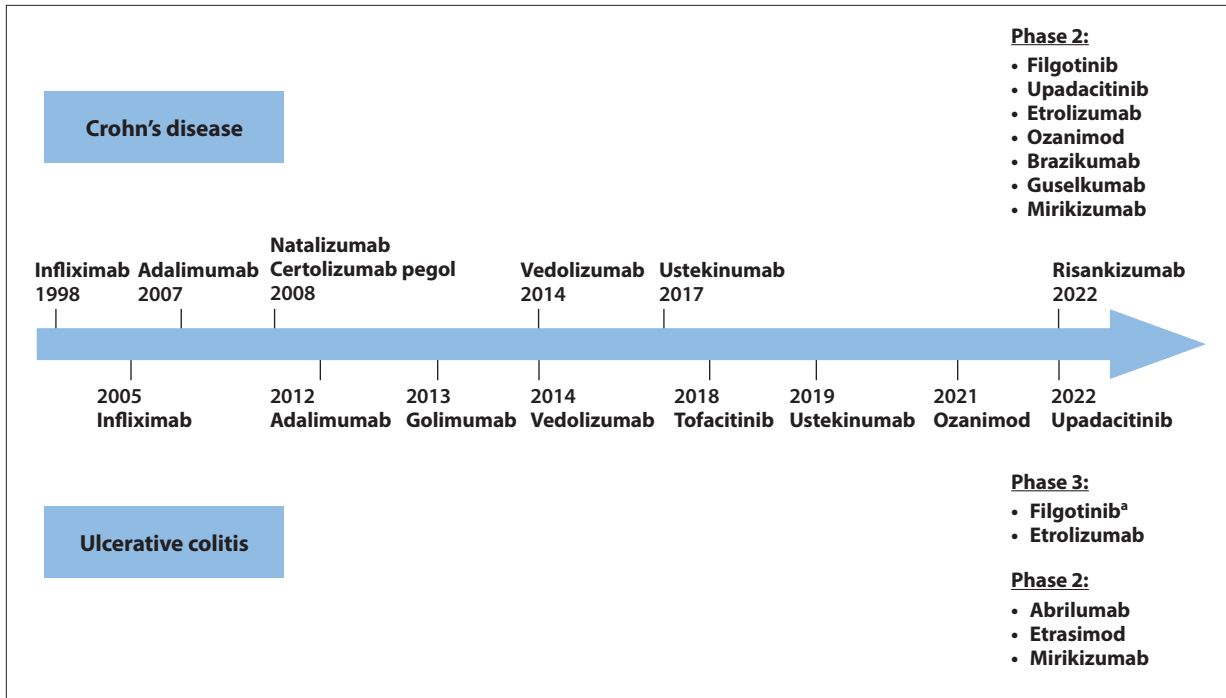 Phase 2:
• Filgotinib
• Upadacitinib
• Etrolizumab
• Ozanimod
• Brazikumab
• Guselkumab
• Mirikizumab
Crohn's disease
Infliximab
1998
Adalimumab
2007
Natalizumab
Certolizumab pegol
2008
Vedolizumab
2014
Ustekinumab
2017
Risankizumab
2022
2005
Infliximab
2012
Adalimumab
2013
Golimumab
2014
Vedolizumab
2018
Tofacitinib
2019
Ustekinumab
2021
Ozanimod
2022
Upadacitinib
Ulcerative colitis
Phase 3:
• Filgotinibᵃ
• Etrolizumab
Phase 2:
• Abrilumab
• Etrasimod
• Mirikizumab